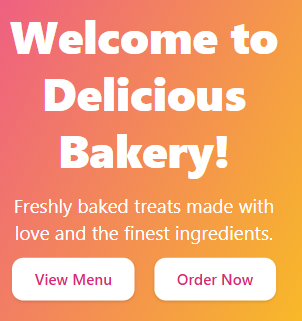 Welcome to
Delicious
Bakery!
Freshly baked treats made with
love and the finest ingredients.
View Menu
Order Now